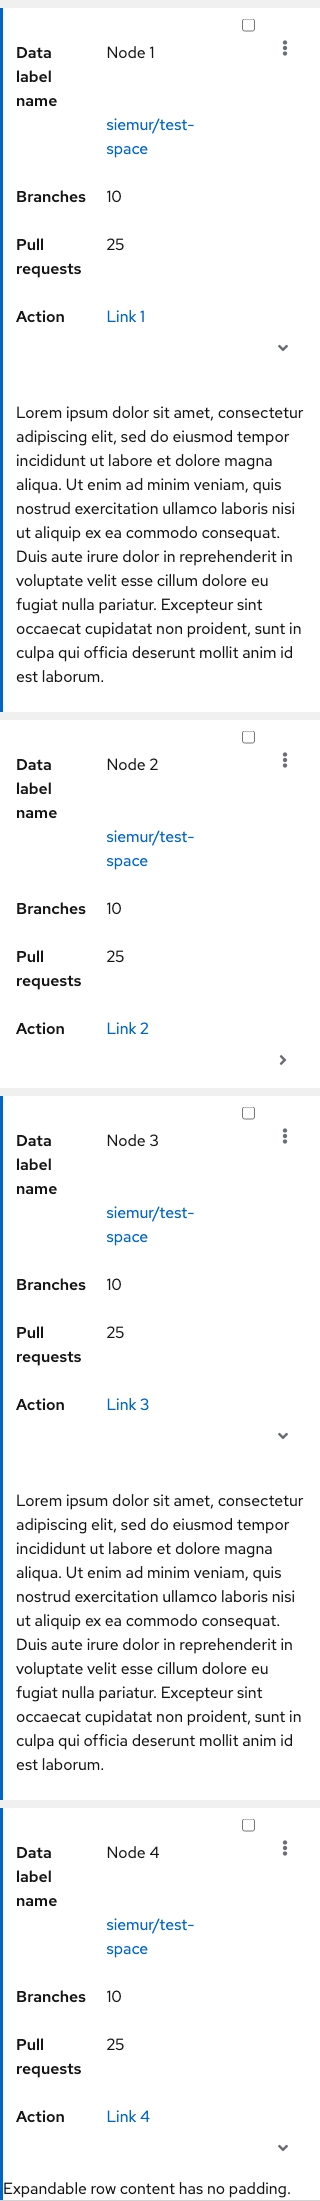 Data label name Node 1
siemur/test-space
Branches 10
Pull requests 25
Action Link 1
Lorem ipsum dolor sit amet, consectetur
adipiscing elit, sed do eiusmod tempor
incididunt ut labore et dolore magna
aliqua. Ut enim ad minim veniam, quis
nostrud exercitation ullamco laboris nisi
ut aliquip ex ea commodo consequat.
Duis aute irure dolor in reprehenderit in
voluptate velit esse cillum dolore eu
fugiat nulla pariatur. Excepteur sint
occaecat cupidatat non proident, sunt in
culpa qui officia deserunt mollit anim id
est laborum.
Data label name Node 2
siemur/test-space
Branches 10
Pull requests 25
Action Link 2
Data label name Node 3
siemur/test-space
Branches 10
Pull requests 25
Action Link 3
Lorem ipsum dolor sit amet, consectetur
adipiscing elit, sed do eiusmod tempor
incididunt ut labore et dolore magna
aliqua. Ut enim ad minim veniam, quis
nostrud exercitation ullamco laboris nisi
ut aliquip ex ea commodo consequat.
Duis aute irure dolor in reprehenderit in
voluptate velit esse cillum dolore eu
fugiat nulla pariatur. Excepteur sint
occaecat cupidatat non proident, sunt in
culpa qui officia deserunt mollit anim id
est laborum.
Data label name Node 4
siemur/test-space
Branches 10
Pull requests 25
Action Link 4
Expandable row content has no padding.